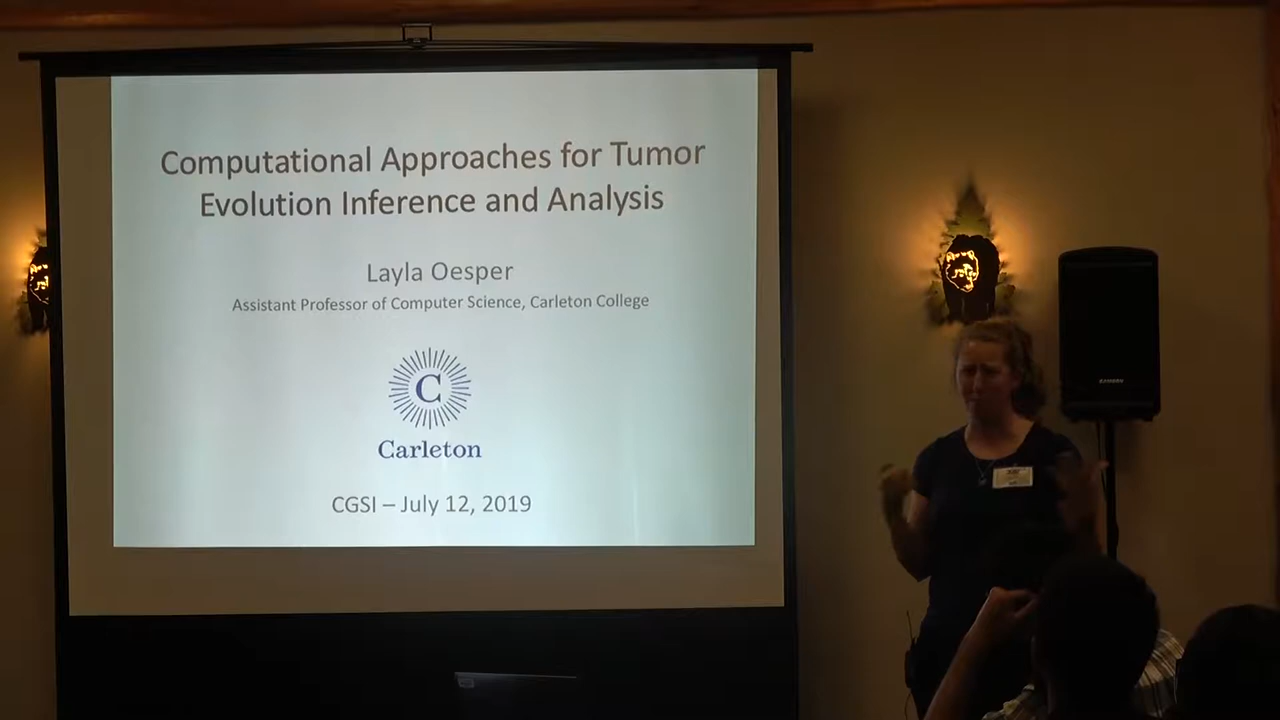 Computational Approaches for Tumor
Evolution Inference and Analysis
Layla Oesper
Assistant Professor of Computer Science, Carleton College
C
Carleton
CGSI – July 12, 2019
SAMSON